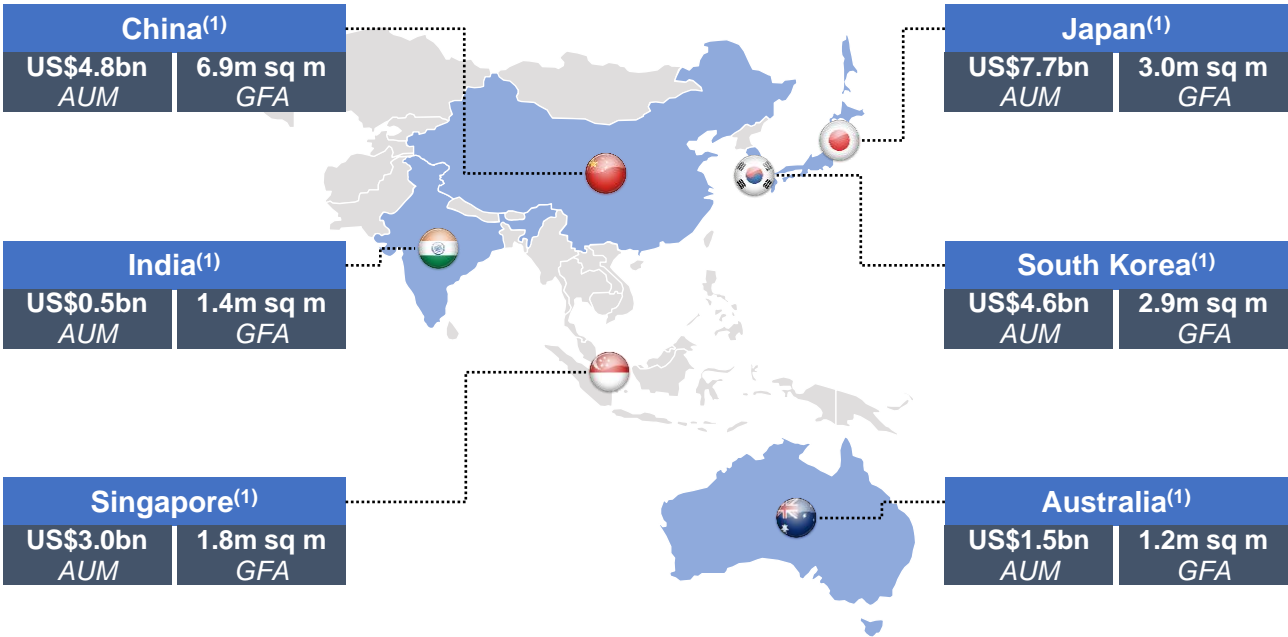 China(1)
US$4.8bn 6.9m sq m
AUM GFA
Japan(1)
US$7.7bn 3.0m sq m
AUM GFA
India(1)
US$0.5bn 1.4m sq m
AUM GFA
South Korea(1)
US$4.6bn 2.9m sq m
AUM GFA
Singapore(1)
US$3.0bn 1.8m sq m
AUM GFA
Australia(1)
US$1.5bn 1.2m sq m
AUM GFA